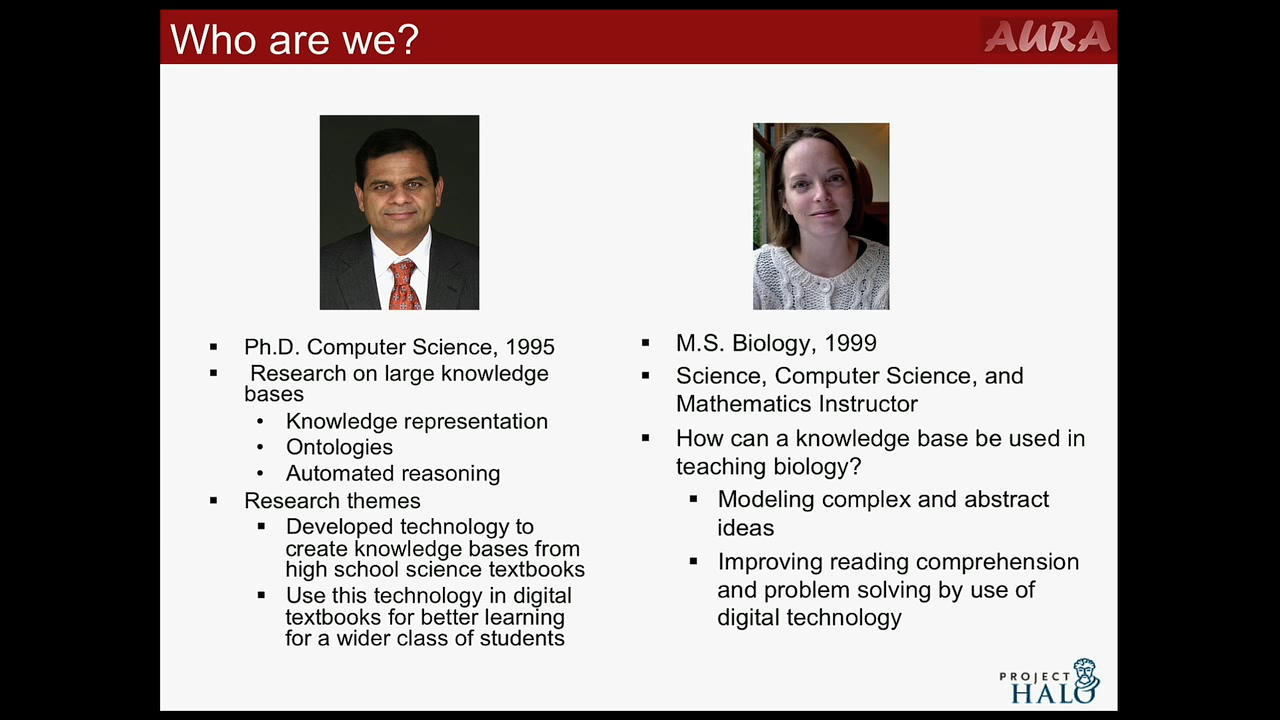 Who are we?
AURA
Ph.D. Computer Science, 1995
Research on large knowledge
bases
Knowledge representation
Ontologies
Automated reasoning
Research themes
Developed technology to
create knowledge bases from
high school science textbooks
Use this technology in digital
textbooks for better learning
for a wider class of students
M.S. Biology, 1999
Science, Computer Science, and
Mathematics Instructor
How can a knowledge base be used in
teaching biology?
Modeling complex and abstract
ideas
Improving reading comprehension
and problem solving by use of
digital technology
PROJECT
HALO